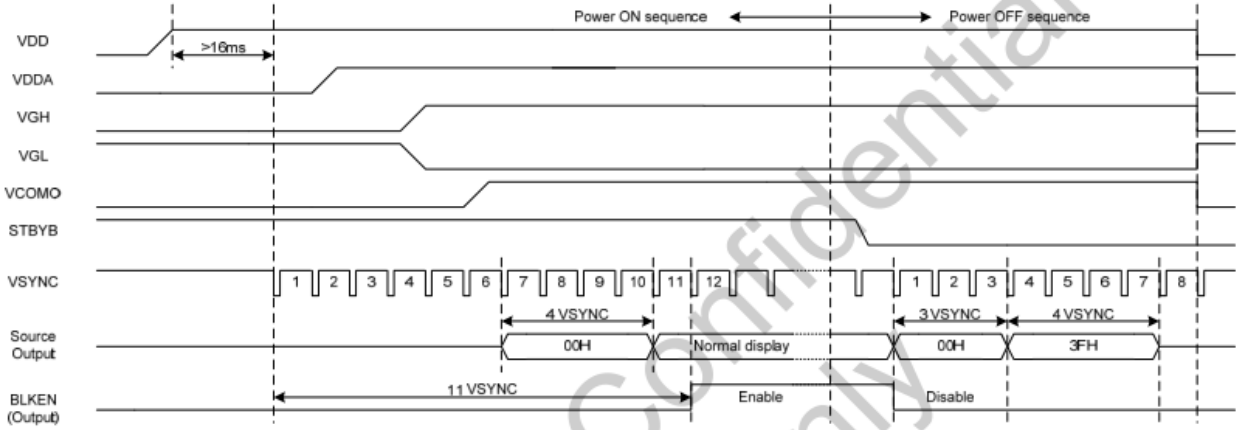 Power ON sequence
Power OFF sequence
VDD
>16ms
VDDA
VGH
VGL
VCOMO
STBYB
VSYNC
1 2 3 4 5 6 7 8 9 10 11 12 1 2 3 4 5 6 7 8
4 VSYNC
3 VSYNC
4 VSYNC
Source
Output
00H
Normal display
00H
3FH
11 VSYNC
BLKEN
(Output)
Enable
Disable
Confidential
only